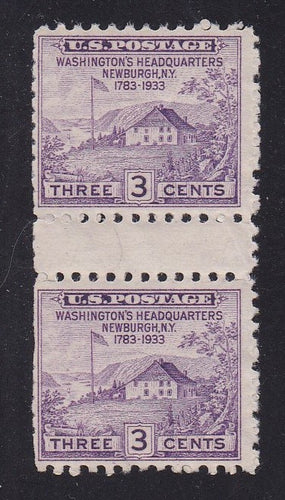 U.S. POSTAGE
WASHINGTON'S HEADQUARTERS
NEWBURGH, N.Y.
1783-1933
THREE 3 CENTS
U.S. POSTAGE
WASHINGTON'S HEADQUARTERS
NEWBURGH, N.Y.
1783-1933
THREE 3 CENTS